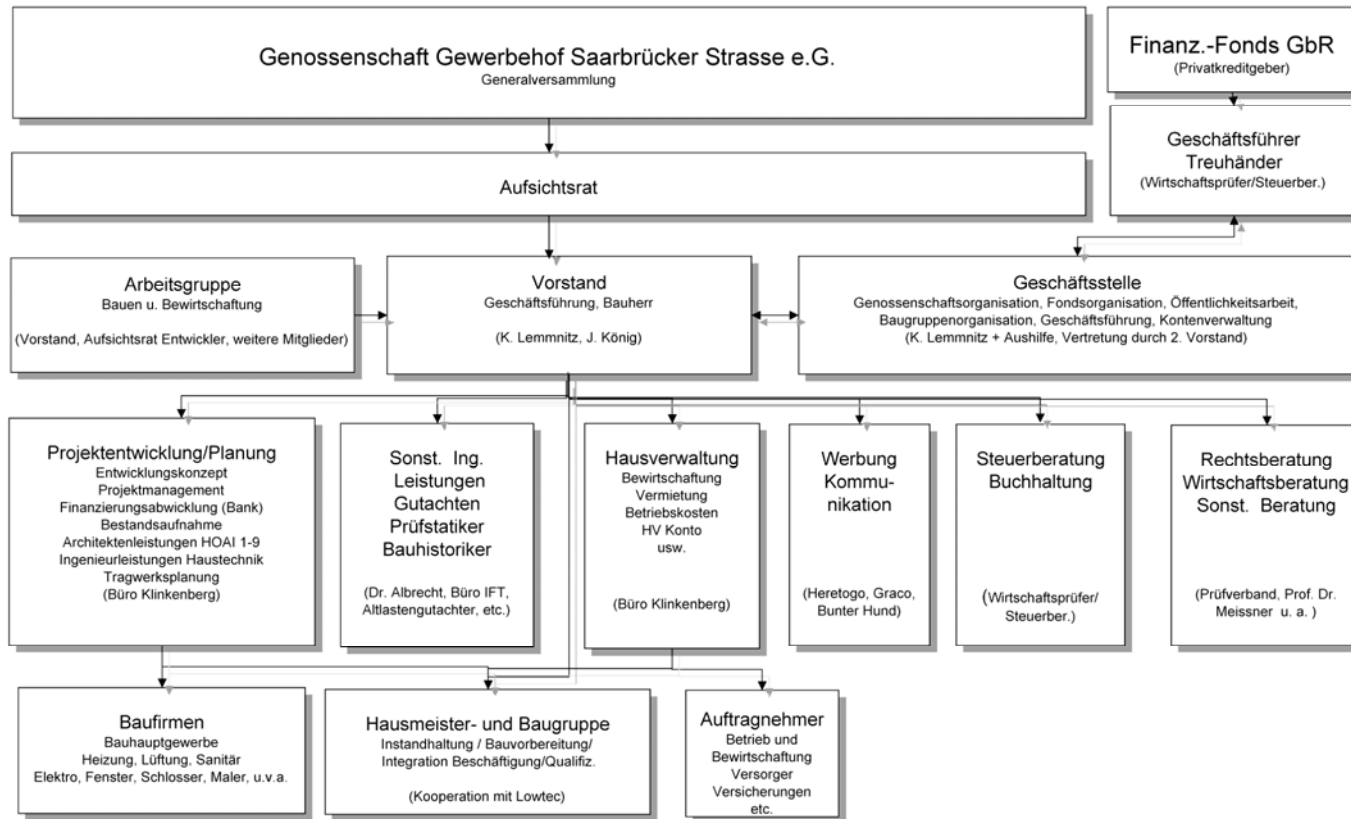 Genossenschaft Gewerbehof Saarbrücker Strasse e.G.
Generalversammlung
Finanz.-Fonds GbR
(Privatkreditgeber)
Geschäftsführer
Treuhänder
(Wirtschaftsprüfer/Steuerber.)
Aufsichtsrat
Arbeitsgruppe
Bauen u. Bewirtschaftung
(Vorstand, Aufsichtsrat Entwickler, weitere Mitglieder)
Vorstand
Geschäftsführung, Bauherr
(K. Lemmnitz, J. König)
Geschäftsstelle
Genossenschaftsorganisation, Fondsorganisation, Öffentlichkeitsarbeit,
Baugruppenorganisation, Geschäftsführung, Kontenverwaltung
(K. Lemmnitz + Aushilfe, Vertretung durch 2. Vorstand)
Projektentwicklung/Planung
Entwicklungskonzept
Projektmanagement
Finanzierungsabwicklung (Bank)
Bestandsaufnahme
Architektenleistungen HOAI 1-9
Ingenieurleistungen Haustechnik
Tragwerksplanung
(Büro Klinkenberg)
Sonst. Ing.
Leistungen
Gutachten
Prüfstatiker
Bauhistoriker
(Dr. Albrecht, Büro IFT,
Altlastengutachter, etc.)
Hausverwaltung
Bewirtschaftung
Vermietung
Betriebskosten
HV Konto
usw.
(Büro Klinkenberg)
Werbung
Kommu-
nikation
(Heretogo, Graco,
Bunter Hund)
Steuerberatung
Buchhaltung
(Wirtschaftsprüfer/
Steuerber.)
Rechtsberatung
Wirtschaftsberatung
Sonst. Beratung
(Prüfverband, Prof. Dr.
Meissner u. a. )
Baufirmen
Bauhauptgewerbe
Heizung, Lüftung, Sanitär
Elektro, Fenster, Schlosser, Maler, u.v.a.
Hausmeister- und Baugruppe
Instandhaltung / Bauvorbereitung/
Integration Beschäftigung/Qualifiz.
(Kooperation mit Lowtec)
Auftragnehmer
Betrieb und
Bewirtschaftung
Versorger
Versicherungen
etc.